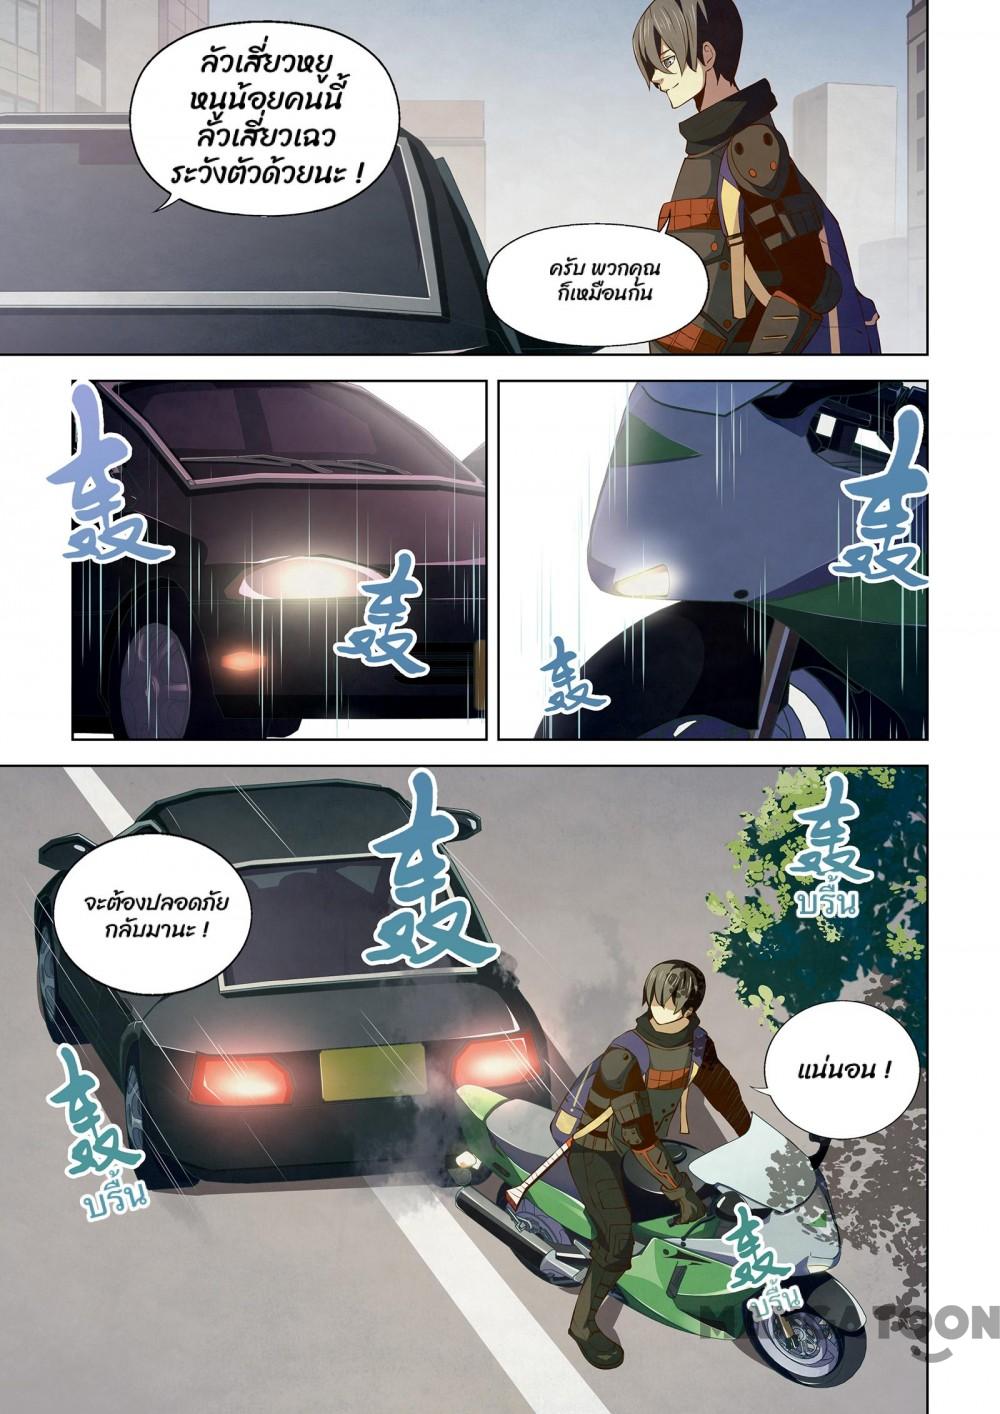 ลัวเสี่ยวหยู
หนูน้อยคนนี้
ลัวเสี่ยวเฉว
ระวังตัวด้วยนะ !
ครับ พวกคุณ
ก็เหมือนกัน
轰
轰
轰
轰
轰
轰
บรื้น
จะต้องปลอดภัย
กลับมานะ !
แน่นอน !
轰
บรื้น
轰
บรื้น
MANGATOON